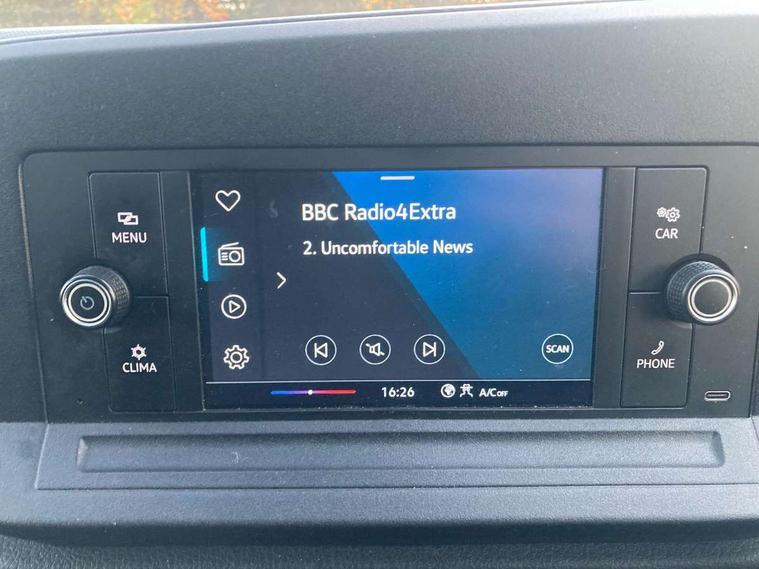 MENU
CLIMA
BBC Radio4Extra
2. Uncomfortable News
SCAN
16:26
A/C OFF
CAR
PHONE